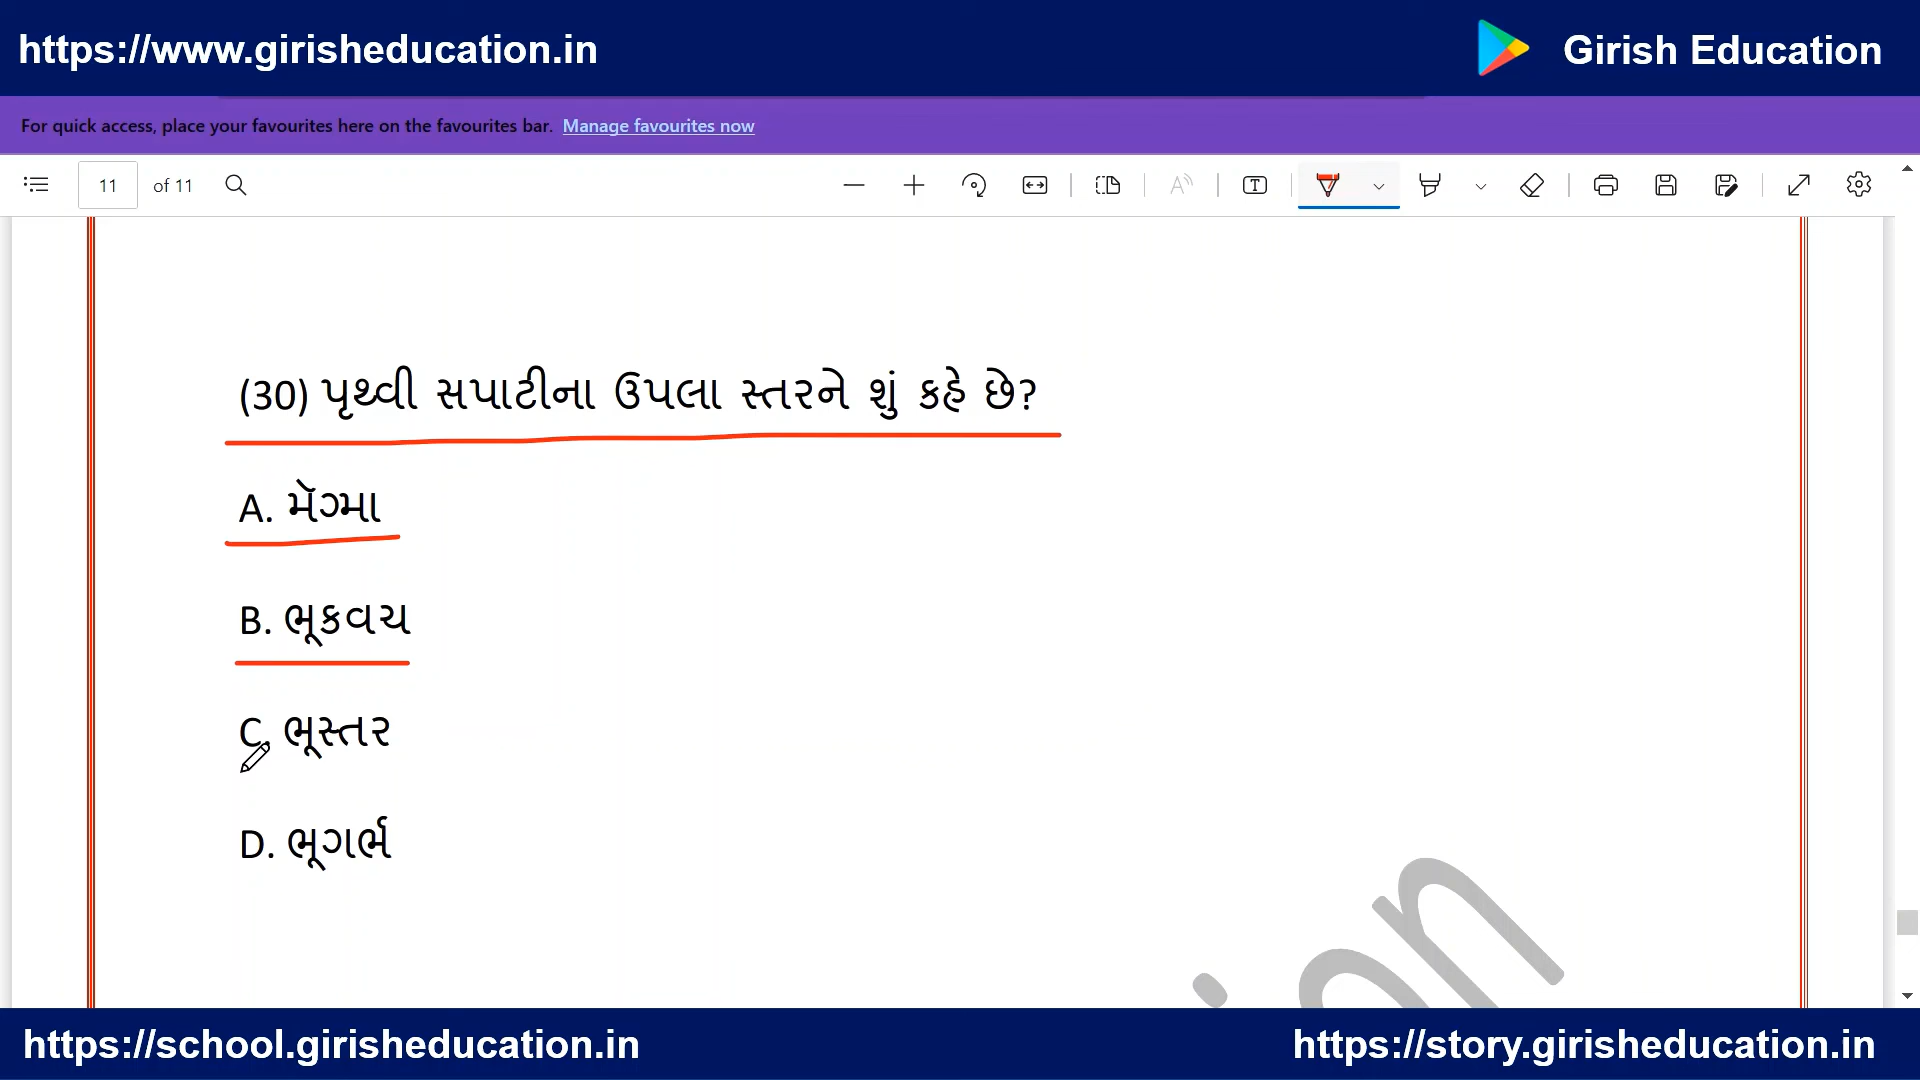 https://www.girisheducation.in
Girish Education
For quick access, place your favourites here on the favourites bar. Manage favourites now
11 of 11
(30) પૃથ્વી સપાટીના ઉપલા સ્તરને શું કહે છે?
A. મૅગ્મા
B. ભૂકવચ
C. ભૂસ્તર
D. ભૂગર્ભ
ion
https://school.girisheducation.in
https://story.girisheducation.in